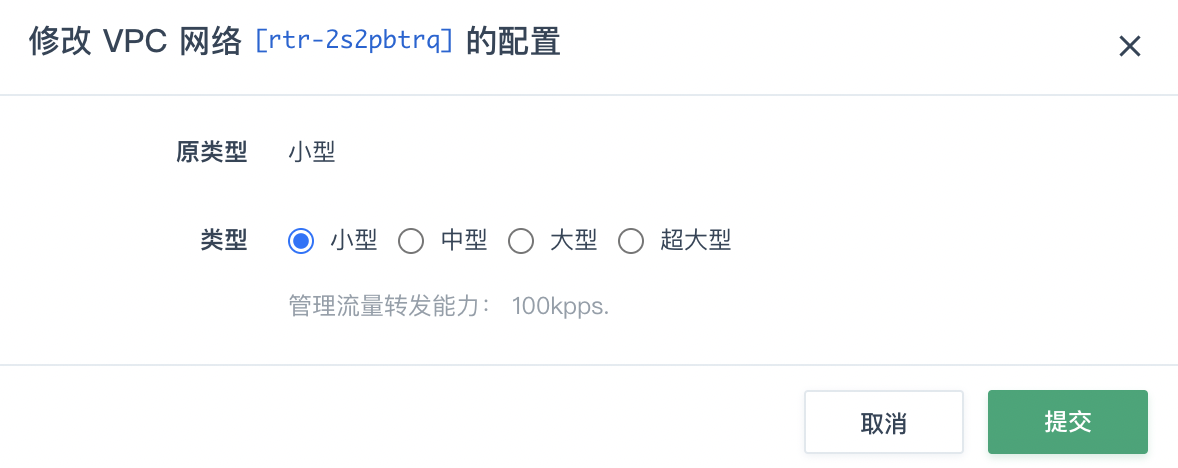 修改 VPC 网络 [rtr-2s2pbtrq] 的配置
原类型 小型
类型 小型 中型 大型 超大型
管理流量转发能力： 100kpps.
取消 提交